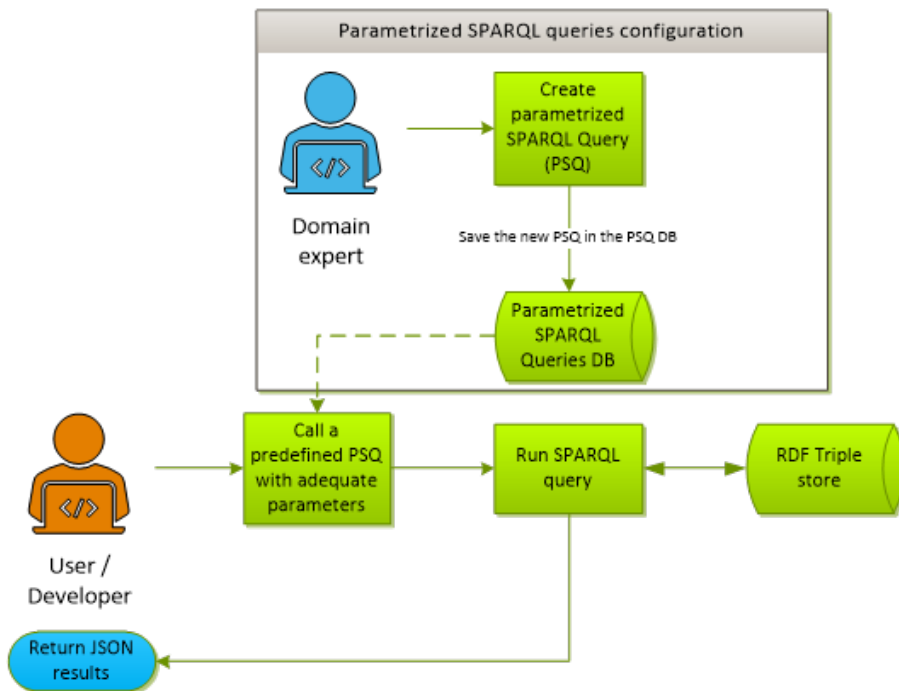 Parametrized SPARQL queries configuration
Create
parametrized
SPARQL Query
(PSQ)
</>
Domain
expert
Save the new PSQ in the PSQ DB
Parametrized
SPARQL
Queries DB
Call a
predefined PSQ
with adequate
parameters
Run SPARQL
query
RDF Triple
store
</>
User /
Developer
Return JSON
results